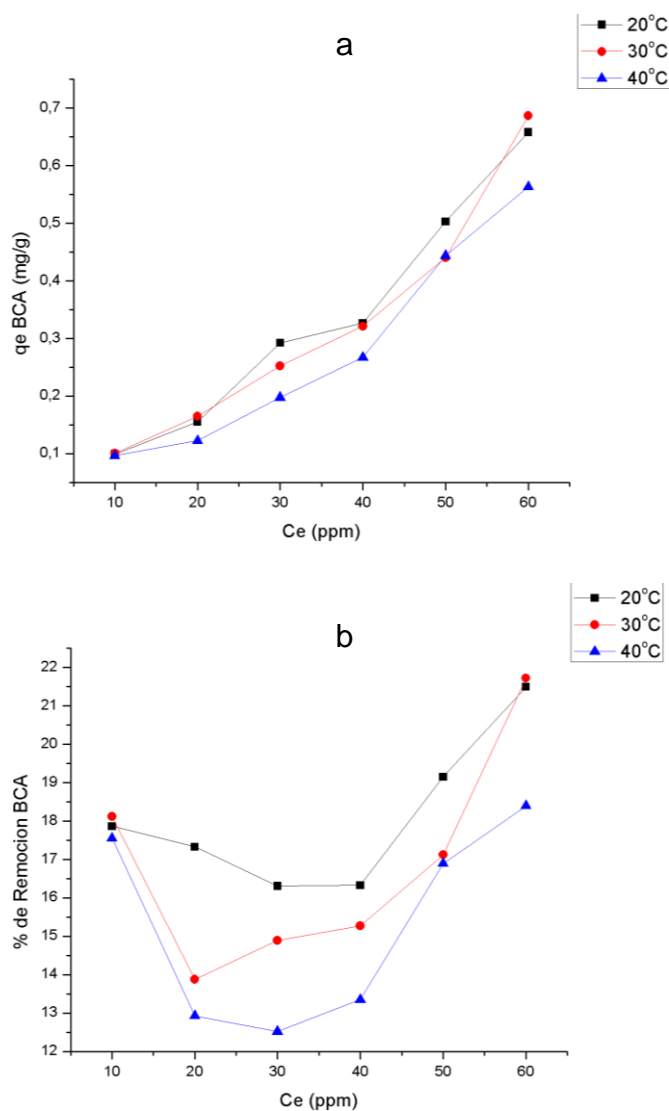 a
20°C
30°C
40°C
0,7
0,6
0,5
0,4
0,3
0,2
0,1
qe BCA (mg/g)
10 20 30 40 50 60
Ce (ppm)
b
20°C
30°C
40°C
22
21
20
19
18
17
16
15
14
13
12
% de Remocion BCA
10 20 30 40 50 60
Ce (ppm)